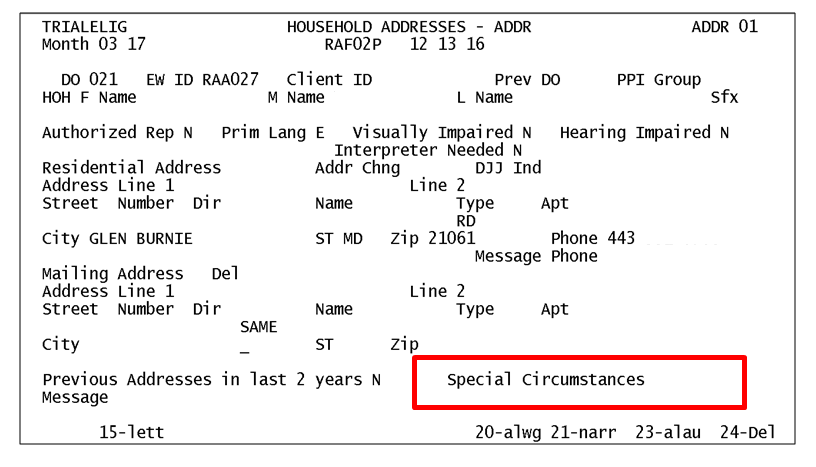 TRIALELIG HOUSEHOLD ADDRESSES - ADDR ADDR 01
Month 03 17 RAF02P 12 13 16
DO 021 EW ID RAA027 Client ID Prev DO PPI Group
HOH F Name M Name L Name Sfx
Authorized Rep N Prim Lang E Visually Impaired N Hearing Impaired N
Interpreter Needed N
Residential Address Addr Chng DJJ Ind
Address Line 1 Line 2
Street Number Dir Name Type Apt
RD
City GLEN BURNIE ST MD Zip 21061 Phone 443
Message Phone
Mailing Address Del
Address Line 1 Line 2
Street Number Dir Name Type Apt
SAME
City _ ST Zip
Previous Addresses in last 2 years N Special Circumstances
Message
15-lett 20-alwg 21-narr 23-alau 24-Del